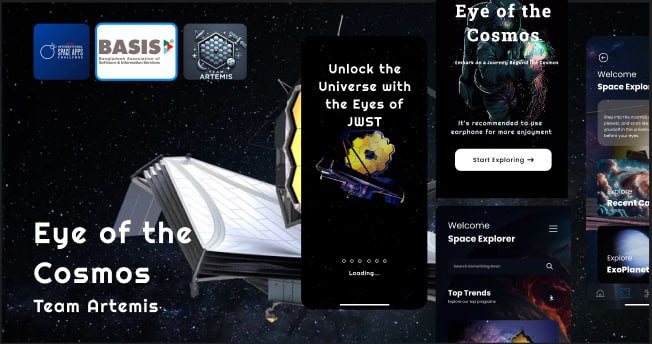 INTERNATIONAL
SPACE APPS
CHALLENGE
BASIS
Bangladesh Association of
Software & Information Services
TEAM
ARTEMIS
Eye of the
Cosmos
Team Artemis
Unlock the
Universe with
the Eyes of
JWST
Loading...
Eye of the
Cosmos
Embark on a Journey Beyond the Cosmos
It's recommended to use
earphone for more enjoyment
Start Exploring →
Welcome
Space Explorer
Search Something New!
Top Trends
Explore our top programs
Welcome
Space Explor
Step into the cosmos
planets, and stars
yourself in the univers
before your eyes.
Explore
Recent Co
Explore
ExoPlanet